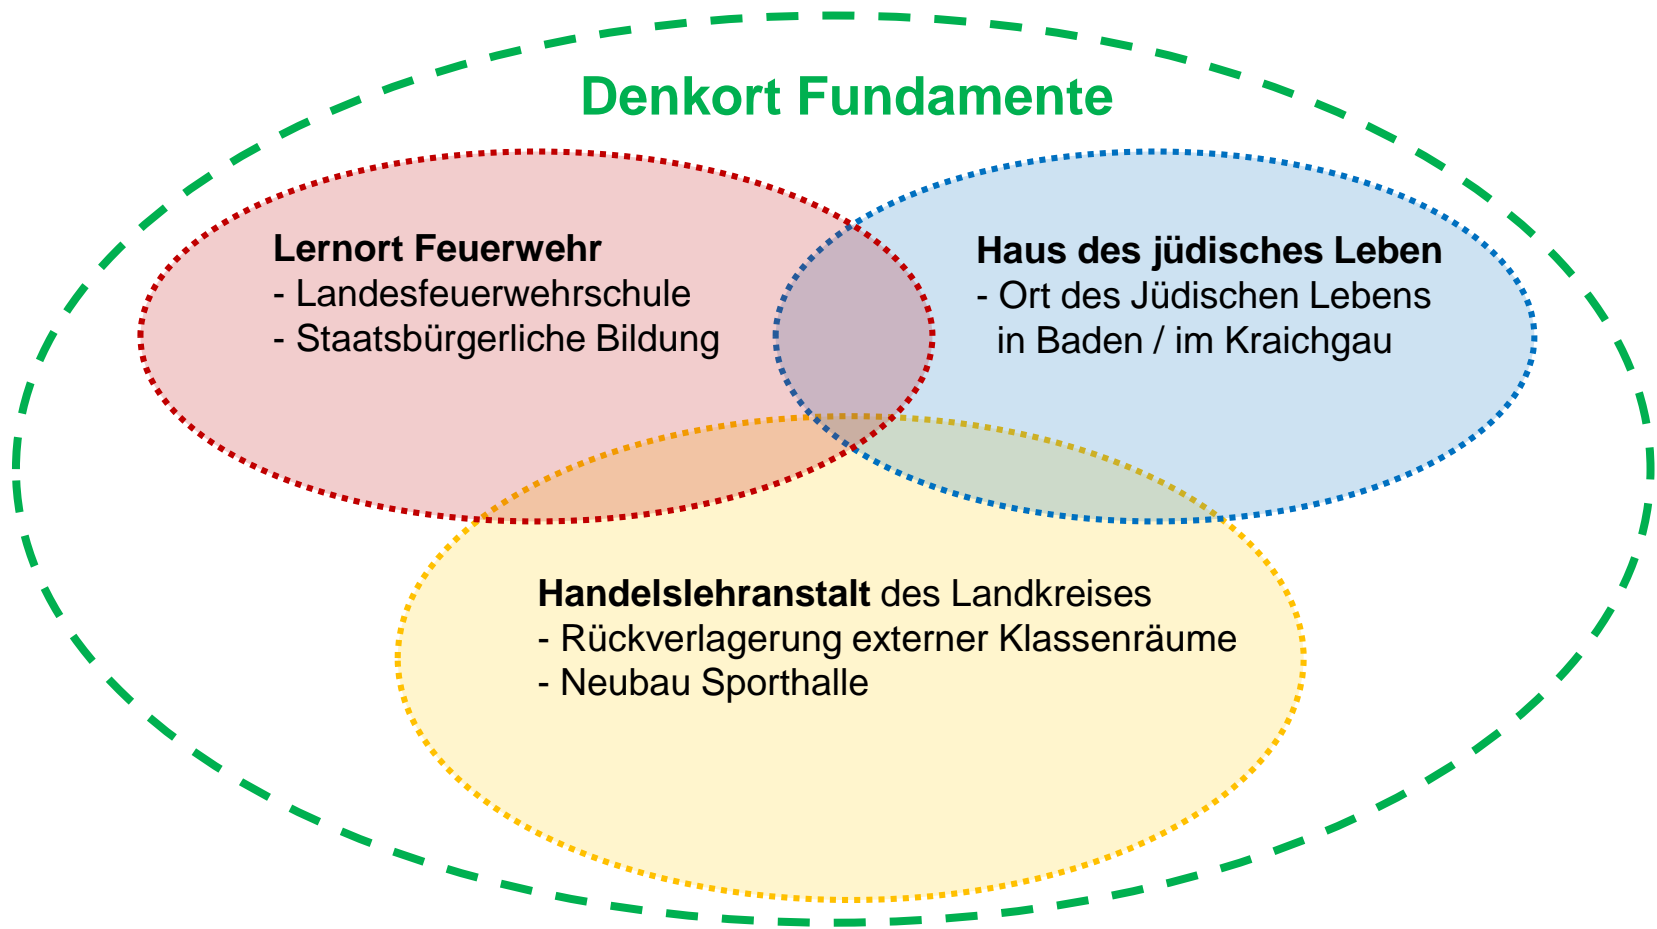 Denkort Fundamente
Lernort Feuerwehr
- Landesfeuerwehrschule
- Staatsbürgerliche Bildung
Haus des jüdisches Leben
- Ort des Jüdischen Lebens
in Baden / im Kraichgau
Handelslehranstalt des Landkreises
- Rückverlagerung externer Klassenräume
- Neubau Sporthalle